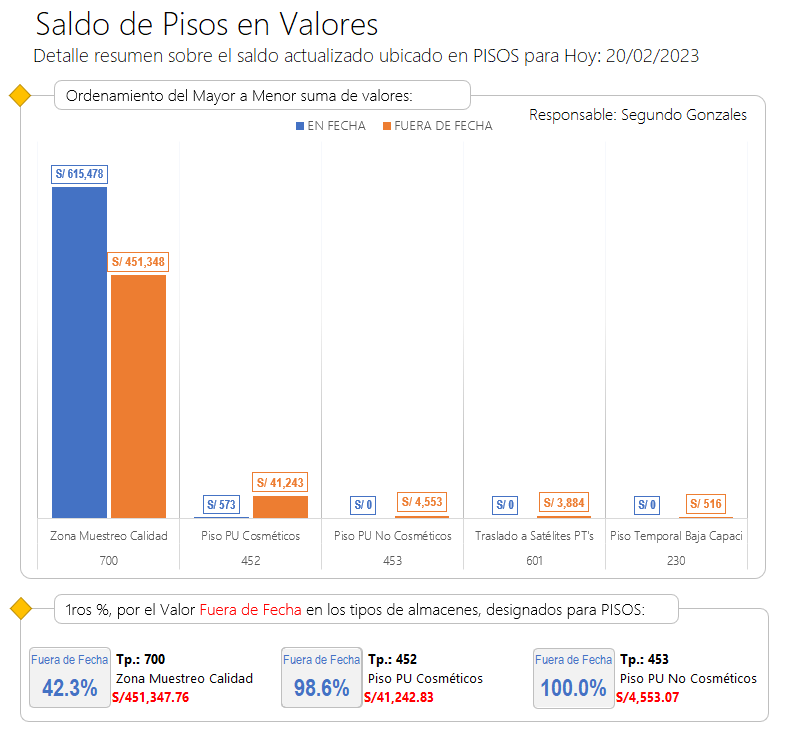 Saldo de Pisos en Valores
Detalle resumen sobre el saldo actualizado ubicado en PISOS para Hoy: 20/02/2023
Ordenamiento del Mayor a Menor suma de valores:
Responsable: Segundo Gonzales
EN FECHA FUERA DE FECHA
S/ 615,478
S/ 451,348
S/ 573
S/ 41,243
S/ 0
S/ 4,553
S/ 0
S/ 3,884
S/ 0
S/ 516
Zona Muestreo Calidad Piso PU Cosméticos Piso PU No Cosméticos Traslado a Satélites PT's Piso Temporal Baja Capaci
700 452 453 601 230
1ros %, por el Valor Fuera de Fecha en los tipos de almacenes, designados para PISOS:
Fuera de Fecha
42.3%
Tp.: 700
Zona Muestreo Calidad
S/451,347.76
Fuera de Fecha
98.6%
Tp.: 452
Piso PU Cosméticos
S/41,242.83
Fuera de Fecha
100.0%
Tp.: 453
Piso PU No Cosméticos
S/4,553.07